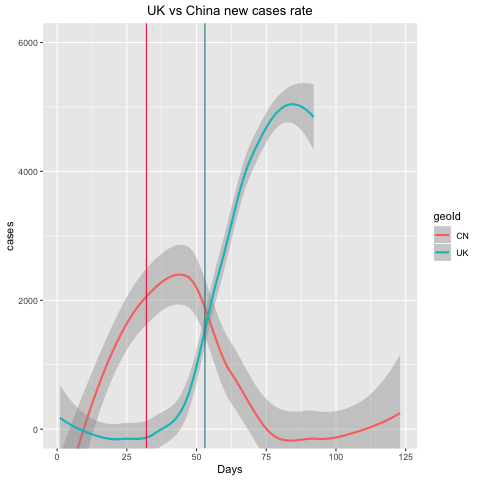 UK vs China new cases rate
6000
4000
2000
0
cases
0 25 50 75 100 125
Days
geoId
CN
UK